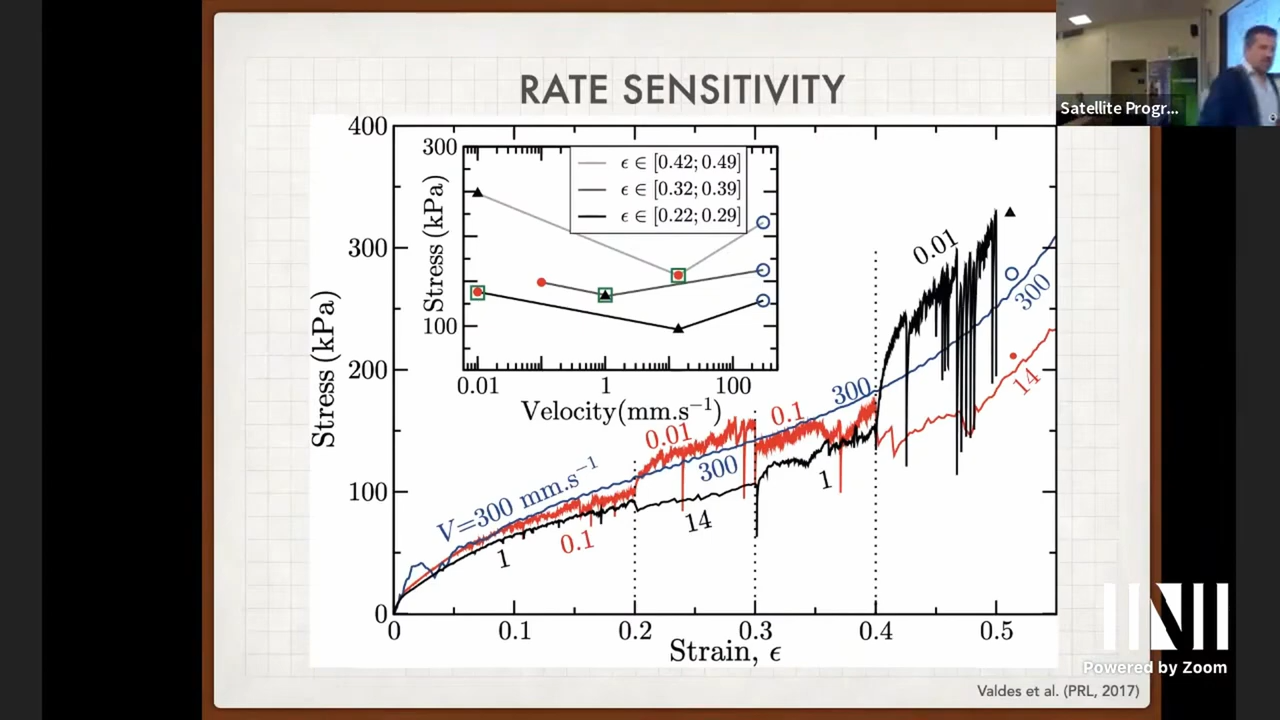 RATE SENSITIVITY
Satellite Progr...
400
300
200
100
0
Stress (kPa)
0
0.1
0.2
0.3
0.4
0.5
Strain, ϵ
300
100
Stress (kPa)
0.01
1
100
Velocity(mm.s⁻¹)
ϵ ∈ [0.42; 0.49]
ϵ ∈ [0.32; 0.39]
ϵ ∈ [0.22; 0.29]
V=300 mm.s⁻¹
1
0.1
0.01
300
14
0.1
300
1
0.01
300
14
Powered by Zoom
Valdes et al. (PRL, 2017)